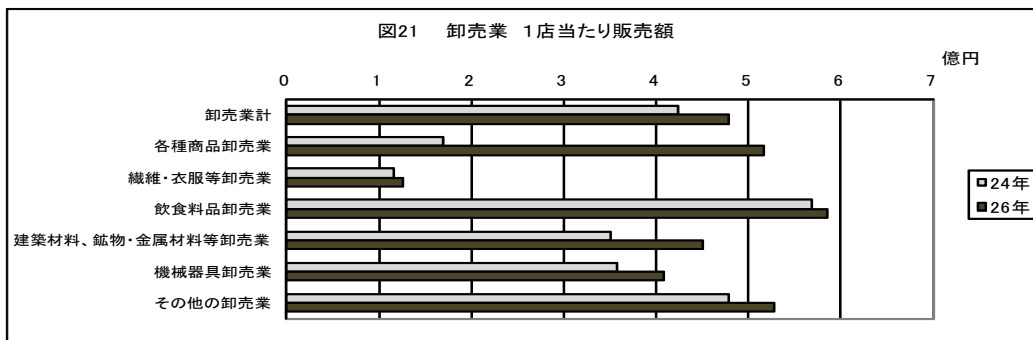 図21 卸売業 1店当たり販売額
億円
0 1 2 3 4 5 6 7
卸売業計
各種商品卸売業
繊維・衣服等卸売業
飲食料品卸売業
建築材料、鉱物・金属材料等卸売業
機械器具卸売業
その他の卸売業
24年
26年